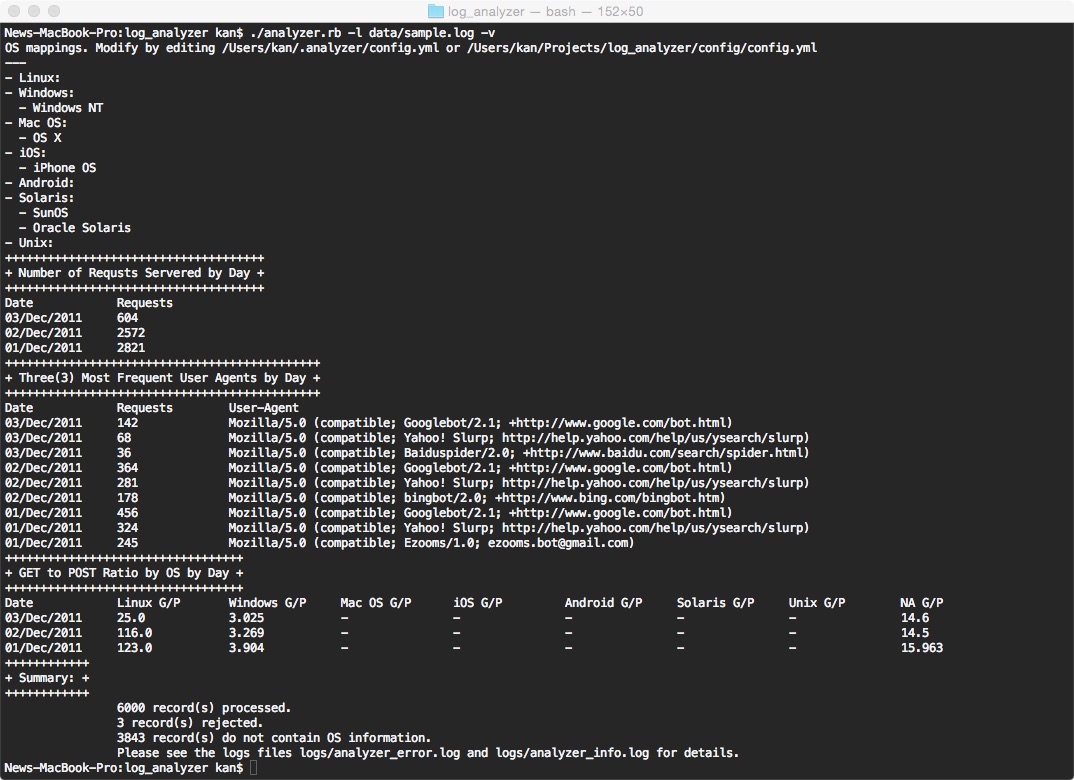 log_analyzer — bash — 152×50
News-MacBook-Pro:log_analyzer kan$ ./analyzer.rb -l data/sample.log -v
OS mappings. Modify by editing /Users/kan/.analyzer/config.yml or /Users/kan/Projects/log_analyzer/config/config.yml
---
- Linux:
- Windows:
  - Windows NT
- Mac OS:
  - OS X
- iOS:
  - iPhone OS
- Android:
- Solaris:
  - SunOS
  - Oracle Solaris
- Unix:
+++++++++++++++++++++++++++++++++++++
+ Number of Requsts Servered by Day +
+++++++++++++++++++++++++++++++++++++
Date            Requests
03/Dec/2011     604
02/Dec/2011     2572
01/Dec/2011     2821
+++++++++++++++++++++++++++++++++++++++++++++
+ Three(3) Most Frequent User Agents by Day +
+++++++++++++++++++++++++++++++++++++++++++++
Date            Requests        User-Agent
03/Dec/2011     142             Mozilla/5.0 (compatible; Googlebot/2.1; +http://www.google.com/bot.html)
03/Dec/2011     68              Mozilla/5.0 (compatible; Yahoo! Slurp; http://help.yahoo.com/help/us/ysearch/slurp)
03/Dec/2011     36              Mozilla/5.0 (compatible; Baiduspider/2.0; +http://www.baidu.com/search/spider.html)
02/Dec/2011     364             Mozilla/5.0 (compatible; Googlebot/2.1; +http://www.google.com/bot.html)
02/Dec/2011     281             Mozilla/5.0 (compatible; Yahoo! Slurp; http://help.yahoo.com/help/us/ysearch/slurp)
02/Dec/2011     178             Mozilla/5.0 (compatible; bingbot/2.0; +http://www.bing.com/bingbot.htm)
01/Dec/2011     456             Mozilla/5.0 (compatible; Googlebot/2.1; +http://www.google.com/bot.html)
01/Dec/2011     324             Mozilla/5.0 (compatible; Yahoo! Slurp; http://help.yahoo.com/help/us/ysearch/slurp)
01/Dec/2011     245             Mozilla/5.0 (compatible; Ezooms/1.0; ezooms.bot@gmail.com)
++++++++++++++++++++++++++++++++++
+ GET to POST Ratio by OS by Day +
++++++++++++++++++++++++++++++++++
Date            Linux G/P       Windows G/P     Mac OS G/P      iOS G/P         Android G/P     Solaris G/P     Unix G/P        NA G/P
03/Dec/2011     25.0            3.025           -               -               -               -               -               14.6
02/Dec/2011     116.0           3.269           -               -               -               -               -               14.5
01/Dec/2011     123.0           3.904           -               -               -               -               -               15.963
++++++++++++
+ Summary: +
++++++++++++
                6000 record(s) processed.
                3 record(s) rejected.
                3843 record(s) do not contain OS information.
                Please see the logs files logs/analyzer_error.log and logs/analyzer_info.log for details.
News-MacBook-Pro:log_analyzer kan$